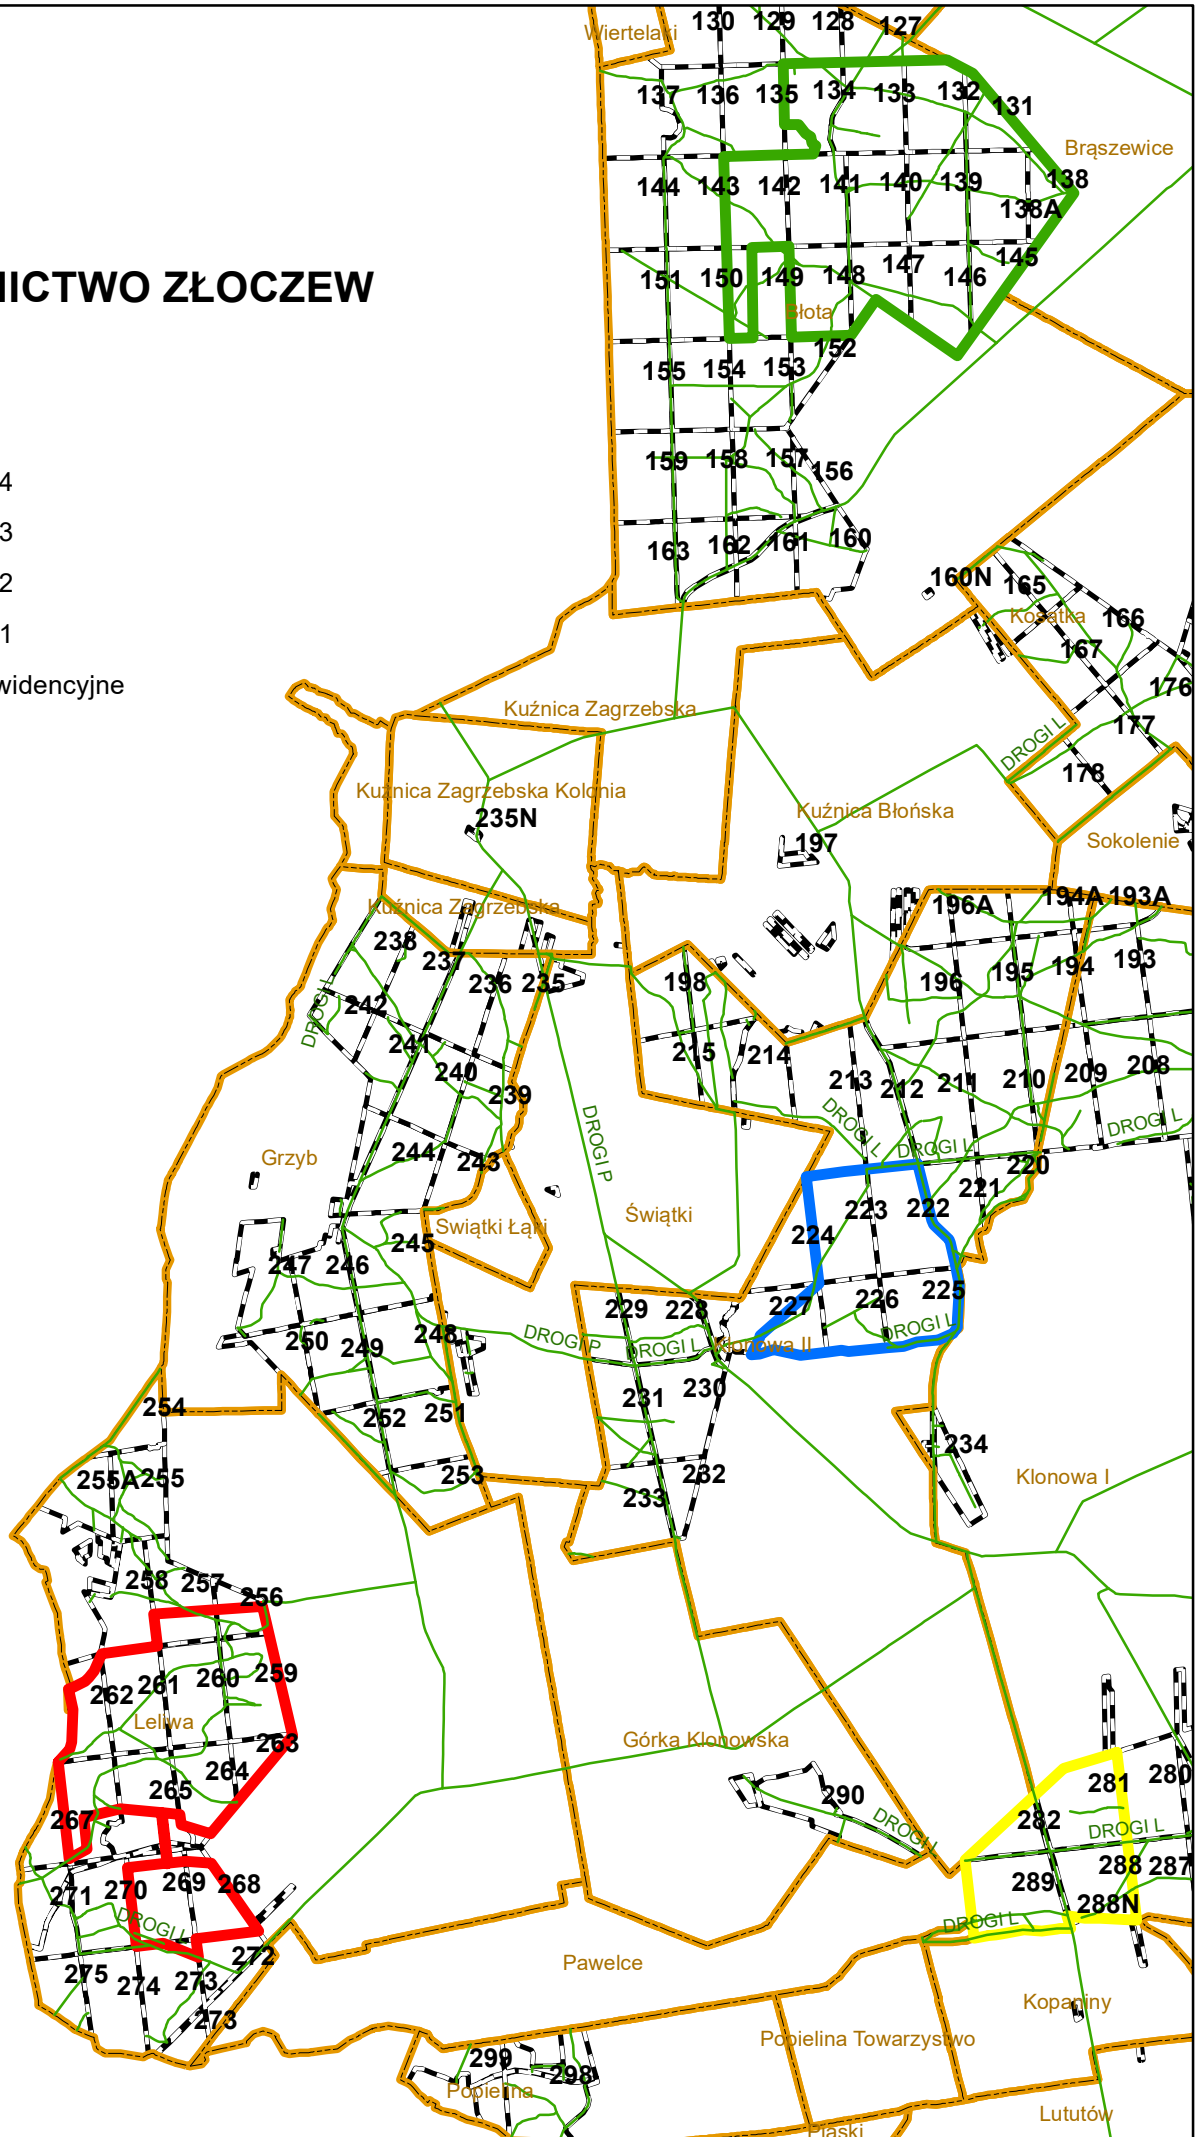 Wiertelaki
130
129
128
127
137
136
135
134
133
132
131
Brąszewice
144
143
142
141
140
139
138
138A
NICTWO ZŁOCZEW
151
150
149
148
147
146
145
Błota
152
155
154
153
4
159
158
157
156
3
163
162
161
160
2
160N
165
Kosatka
166
1
167
widencyjne
176
Kuźnica Zagrzebska
177
DROGI L
178
Kuźnica Zagrzebska Kolonia
235N
Kuźnica Błońska
197
Sokolenie
Kuźnica Zagrzebska
196A
194A
193A
238
237
236
235
198
196
195
194
193
242
DROGI L
241
240
239
215
214
213
212
211
210
209
208
DROGI P
DROGI L
DROGI L
DROGI L
244
243
Grzyb
220
221
Świątki Łąki
Świątki
223
222
224
245
247
246
225
226
227
229
228
DROGI L
250
249
248
DROGI P
DROGI L
Klonowa II
254
252
251
231
230
234
255A
255
253
232
233
Klonowa I
258
257
256
262
261
260
259
Leliwa
263
264
265
Górka Klonowska
290
DROGI L
281
280
282
DROGI L
267
271
270
269
268
289
288
287
288N
DROGI L
DROGI L
272
275
274
273
273
Pawelce
Kopaniny
Popielina Towarzystwo
299
298
Popielina
Lututów
Piaski